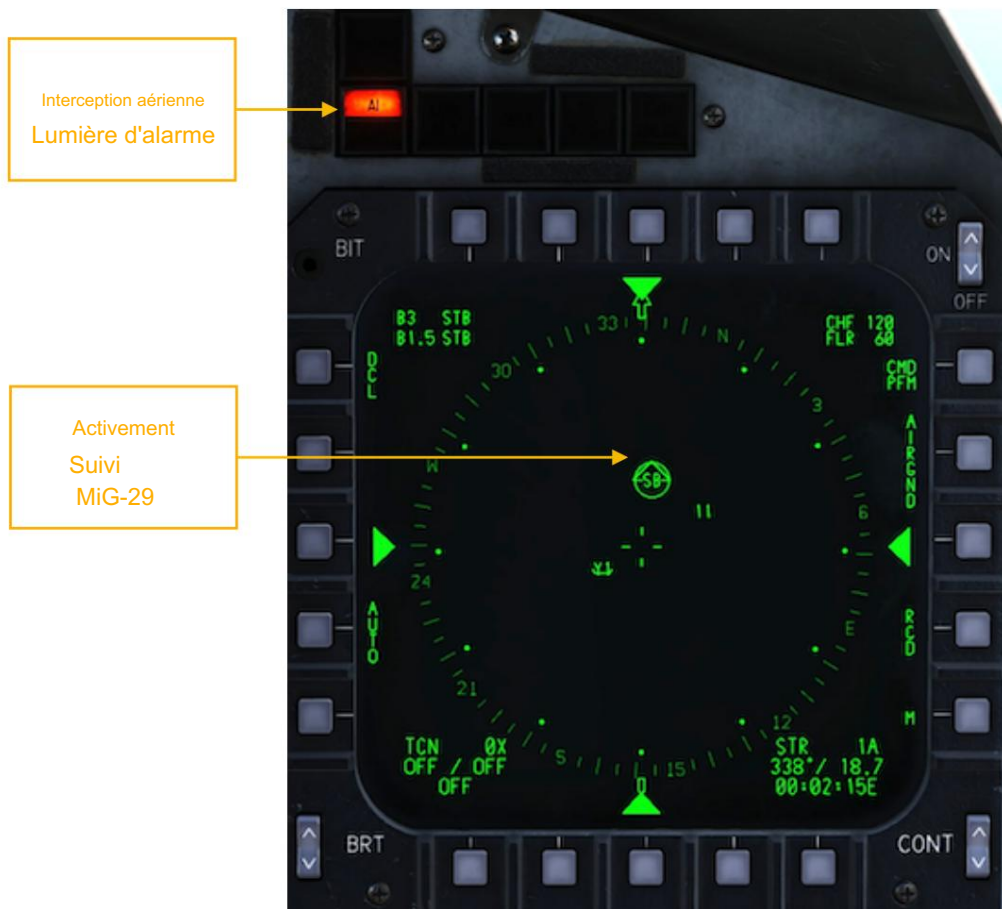 Interception aérienne
Lumière d'alarme
AI
BIT
ON
OFF
B3 STB
B1.5 STB
CHF 120
FLR 60
DCL
CMD
PFM
33
N
30
3
AIRGND
W
Activement
Suivi
MiG-29
SB
11
6
Y1
24
AUTO
E
RCD
21
12
M
S
15
TCN 0X
OFF / OFF
OFF
STR 1A
338°/ 18.7
00:02:15E
BRT
CONT